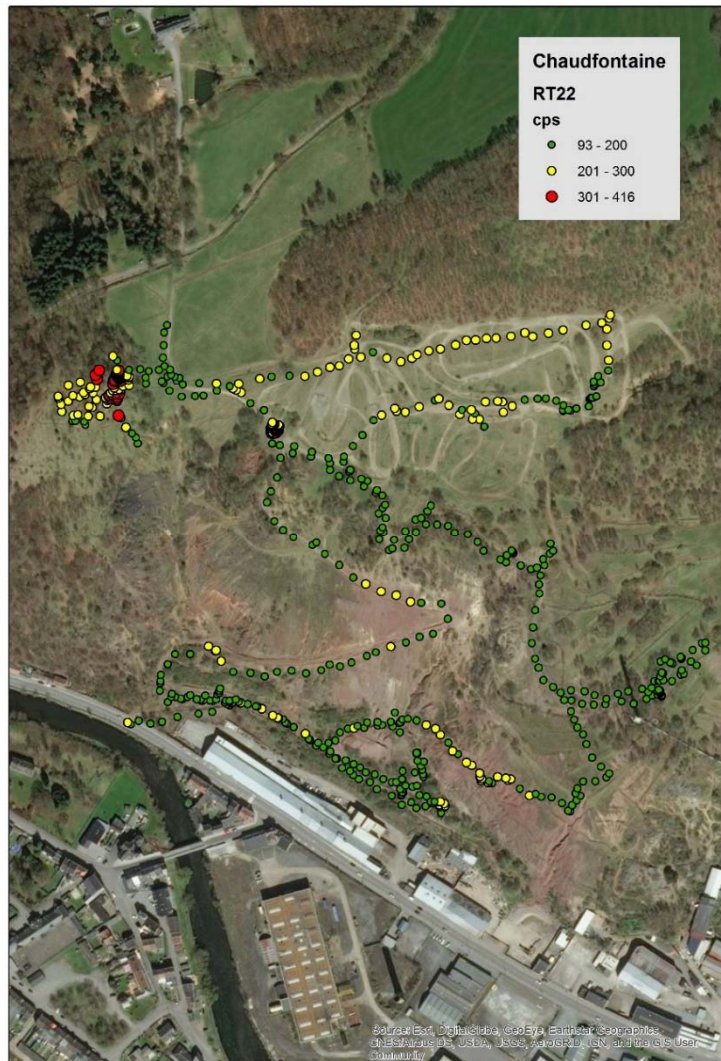 Chaudfontaine
RT22
cps
93 - 200
201 - 300
301 - 416
Source: Esri, DigitalGlobe, GeoEye, Earthstar Geographics,
CNES/Airbus DS, USDA, USGS, AeroGRID, IGN, and the GIS User
Community